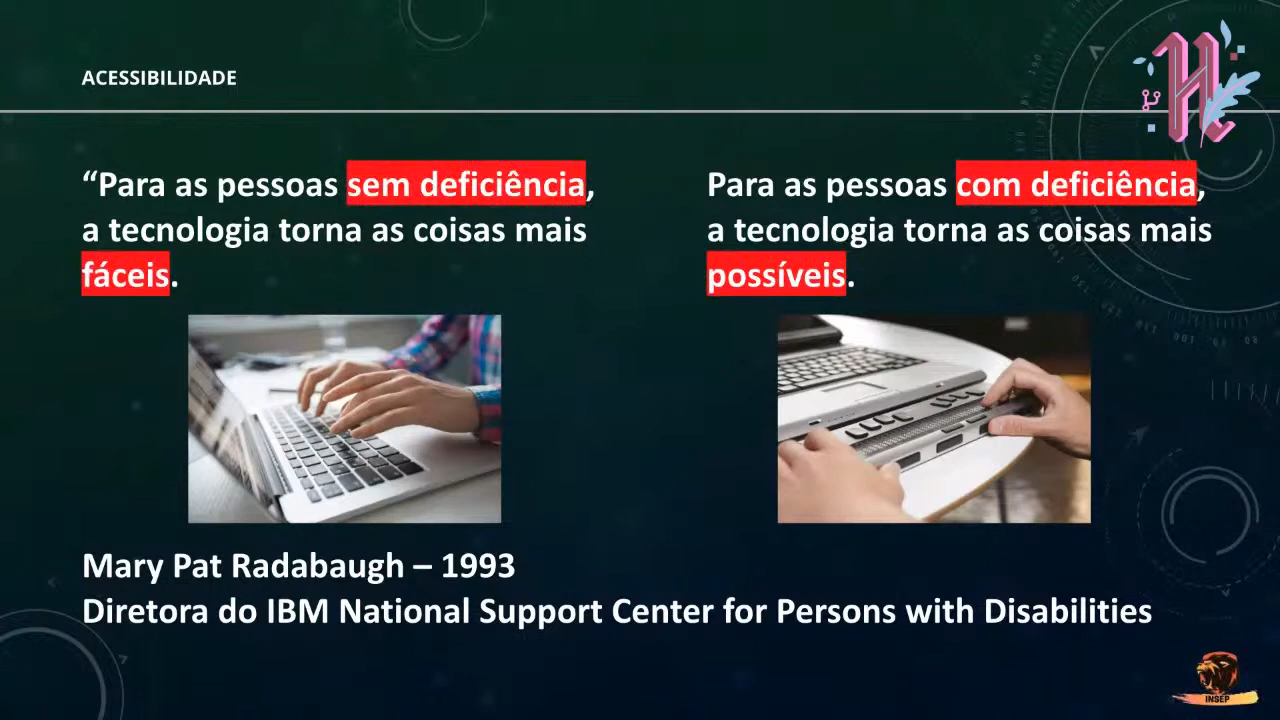 ACESSIBILIDADE
“Para as pessoas sem deficiência,
a tecnologia torna as coisas mais
fáceis.
Para as pessoas com deficiência,
a tecnologia torna as coisas mais
possíveis.
Mary Pat Radabaugh – 1993
Diretora do IBM National Support Center for Persons with Disabilities
INSEP